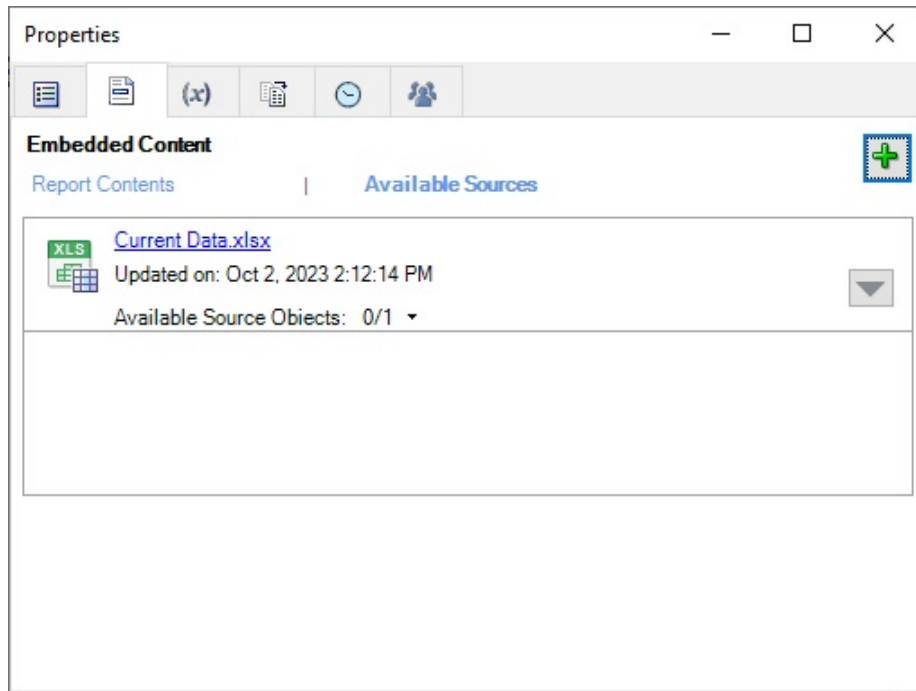 Properties
(x)
Embedded Content
Report Contents | Available Sources
XLS
Current Data.xlsx
Updated on: Oct 2, 2023 2:12:14 PM
Available Source Objects: 0/1